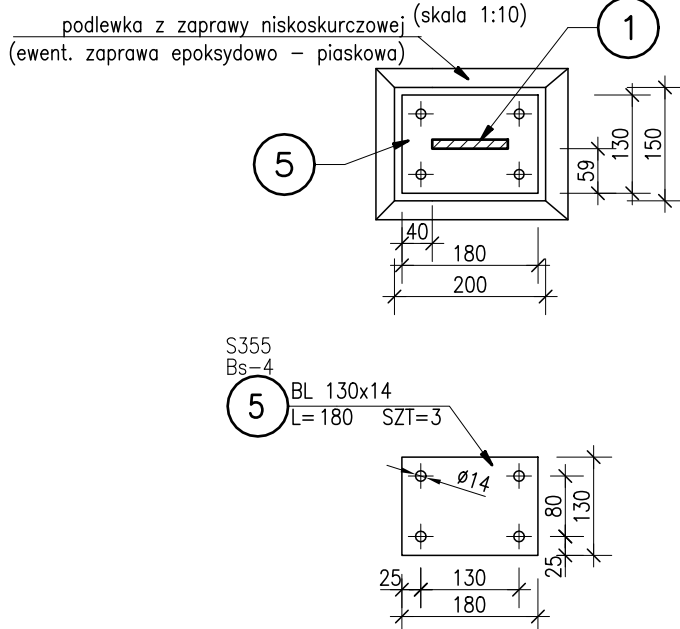 podlewka z zaprawy niskoskurczowej (skala 1:10)
(ewent. zaprawa epoksydowo – piaskowa)
1
5
59
130
150
40
180
200
S355
Bs-4
5
BL 130x14
L=180 SZT=3
ø14
80
130
25
25
130
180